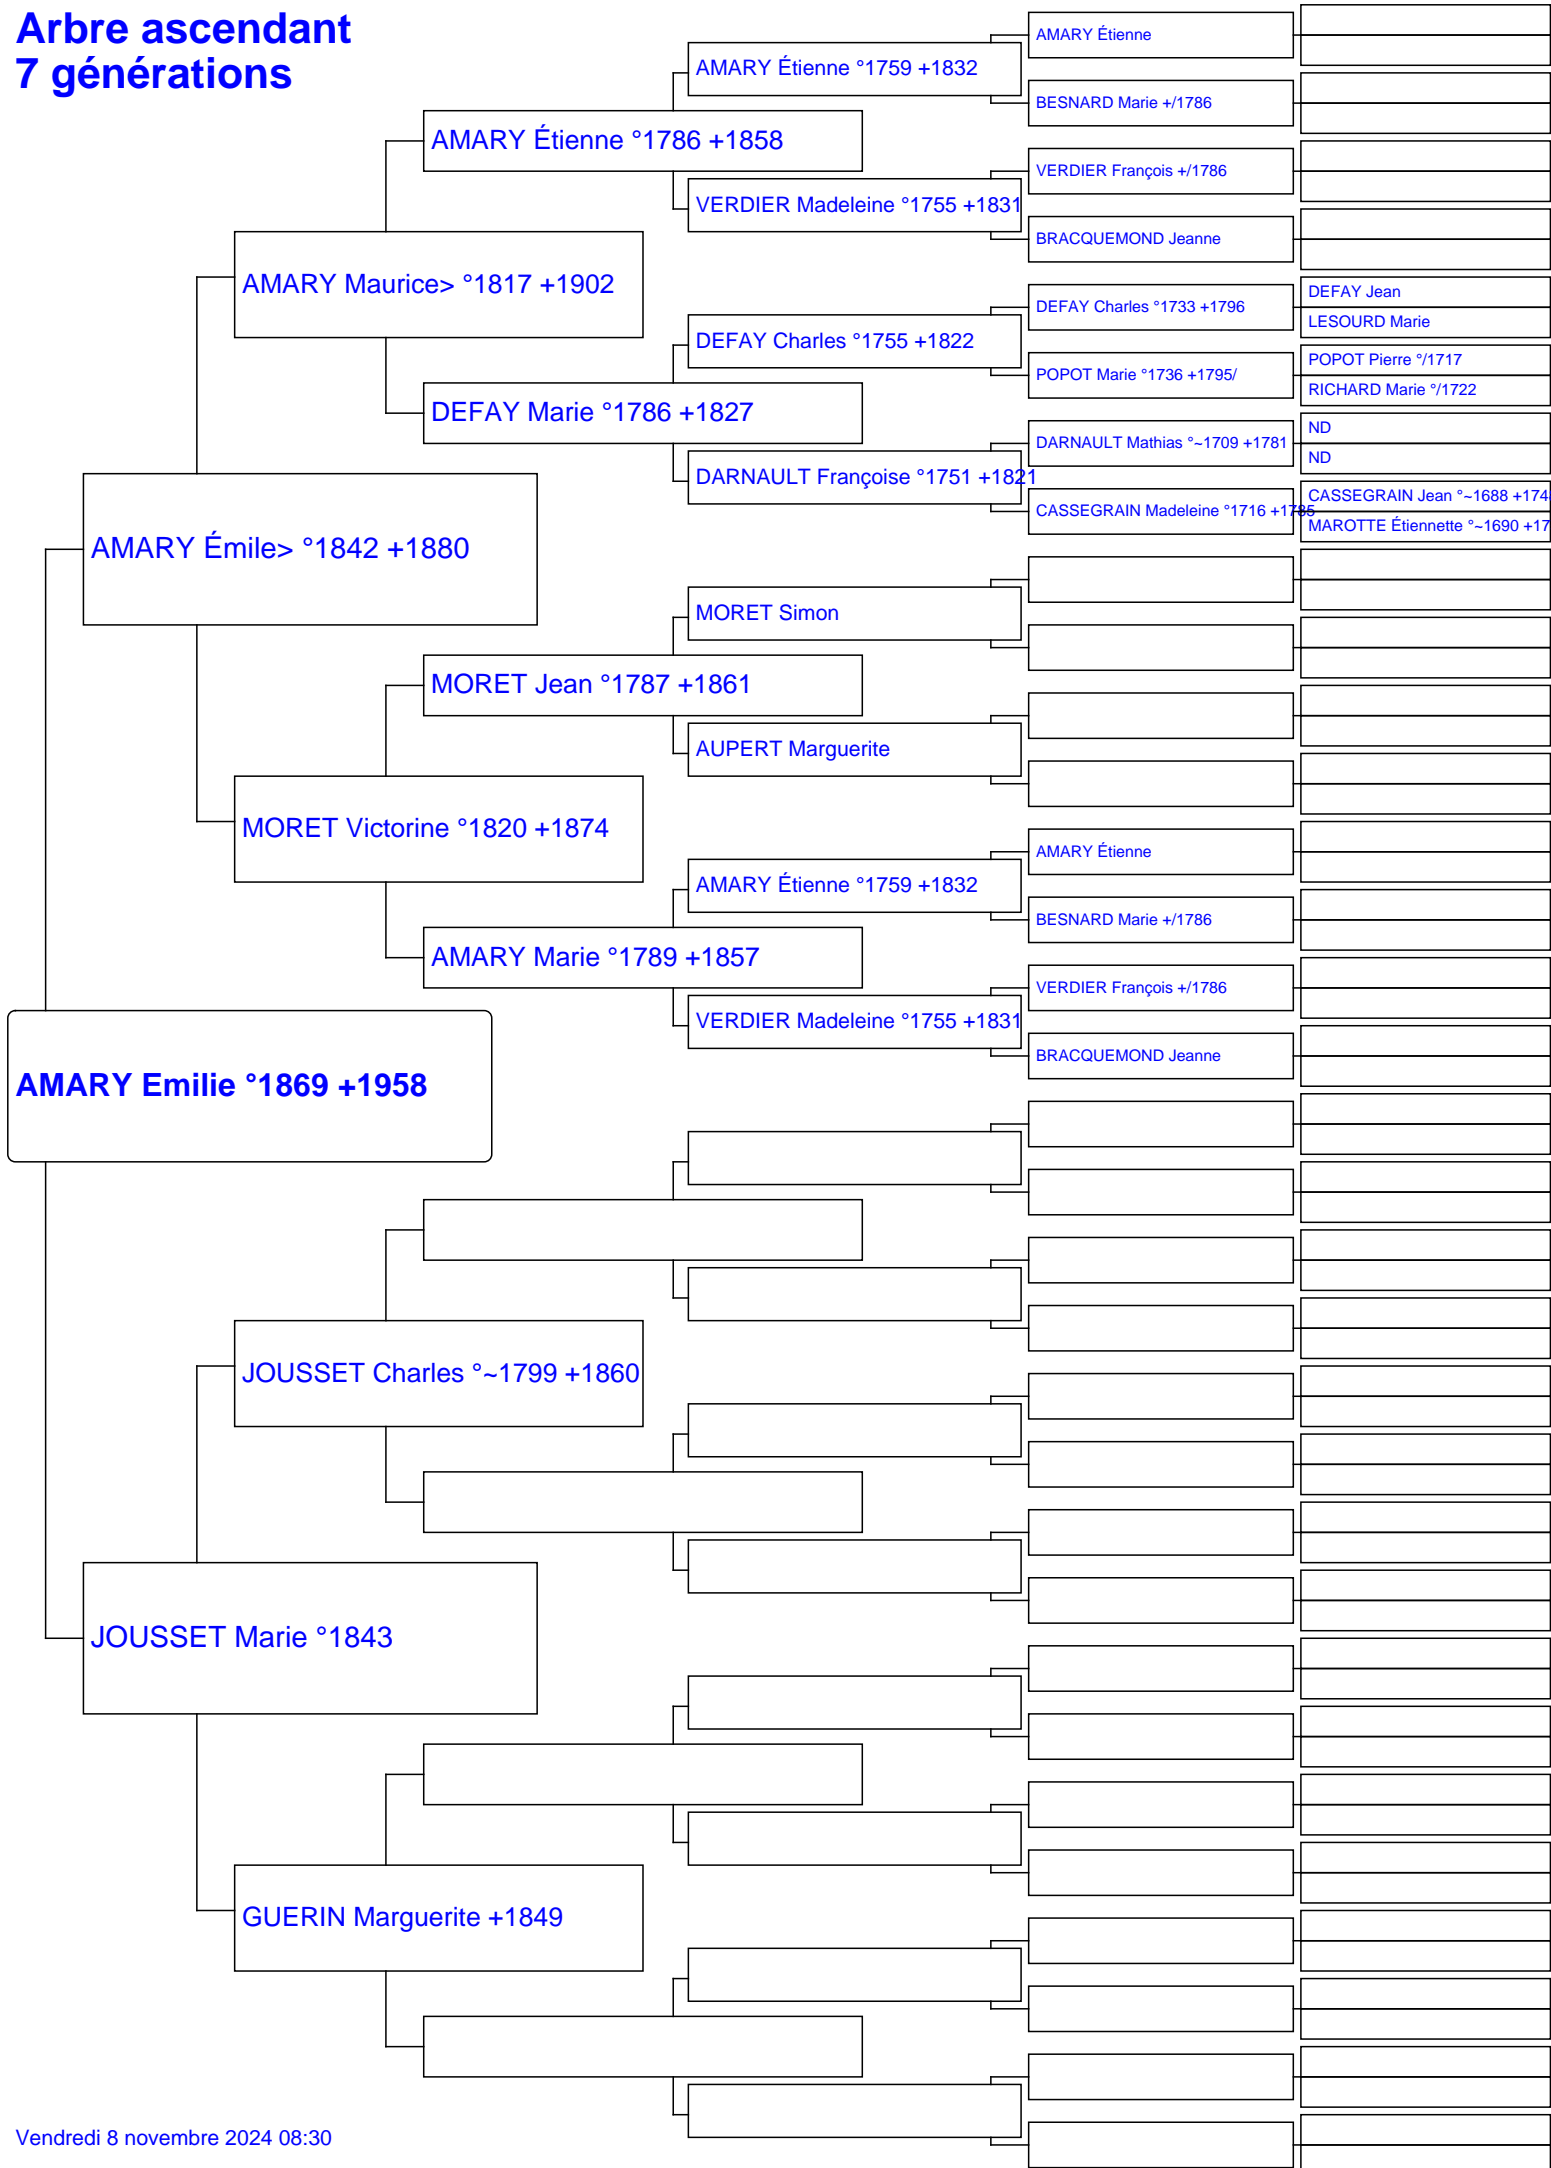 Arbre ascendant
7 générations
AMARY Étienne
AMARY Étienne °1759 +1832
BESNARD Marie +/1786
AMARY Étienne °1786 +1858
VERDIER François +/1786
VERDIER Madeleine °1755 +1831
BRACQUEMOND Jeanne
AMARY Maurice> °1817 +1902
DEFAY Jean
DEFAY Charles °1733 +1796
LESOURD Marie
DEFAY Charles °1755 +1822
POPOT Pierre °/1717
POPOT Marie °1736 +1795/
RICHARD Marie °/1722
DEFAY Marie °1786 +1827
ND
DARNAULT Mathias °~1709 +1781
ND
DARNAULT Françoise °1751 +1821
CASSEGRAIN Jean °~1688
CASSEGRAIN Madeleine °1716 +1785
MAROTTE Étiennette °~1690 +17
AMARY Émile> °1842 +1880
MORET Simon
MORET Jean °1787 +1861
AUPERT Marguerite
MORET Victorine °1820 +1874
AMARY Étienne
AMARY Étienne °1759 +1832
BESNARD Marie +/1786
AMARY Marie °1789 +1857
VERDIER François +/1786
VERDIER Madeleine °1755 +1831
BRACQUEMOND Jeanne
AMARY Emilie °1869 +1958
JOUSSET Charles °~1799 +1860
JOUSSET Marie °1843
GUERIN Marguerite +1849
Vendredi 8 novembre 2024 08:30